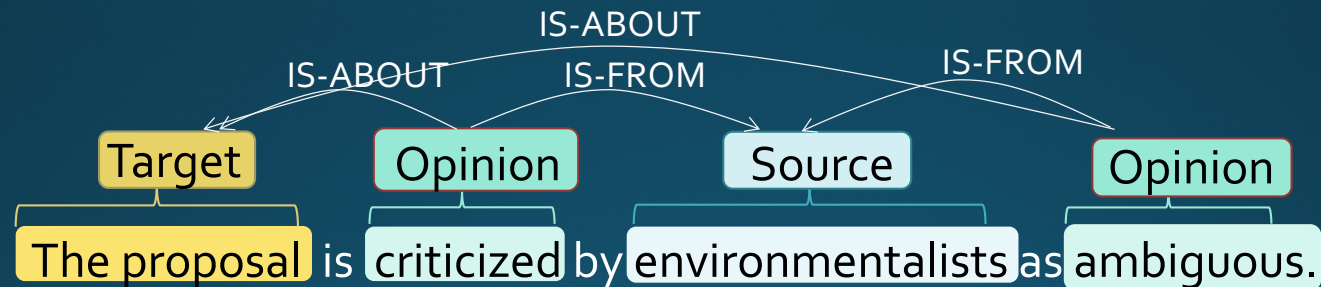 IS-ABOUT
IS-ABOUT IS-FROM IS-FROM
Target Opinion Source Opinion
The proposal is criticized by environmentalists as ambiguous.